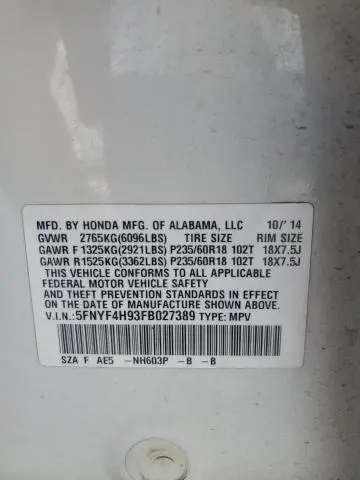 MFD. BY HONDA MFG. OF ALABAMA, LLC 10/'14
GVWR 2765KG(6096LBS) TIRE SIZE RIM SIZE
GAWR F 1325KG(2921LBS) P235/60R18 102T 18X7.5J
GAWR R1525KG(3362LBS) P235/60R18 102T 18X7.5J
THIS VEHICLE CONFORMS TO ALL APPLICABLE
FEDERAL MOTOR VEHICLE SAFETY
AND THEFT PREVENTION STANDARDS IN EFFECT
ON THE DATE OF MANUFACTURE SHOWN ABOVE.
V.I.N.: 5FNYF4H93FB027389 TYPE: MPV
SZA F AE5 -NH603P -B -B